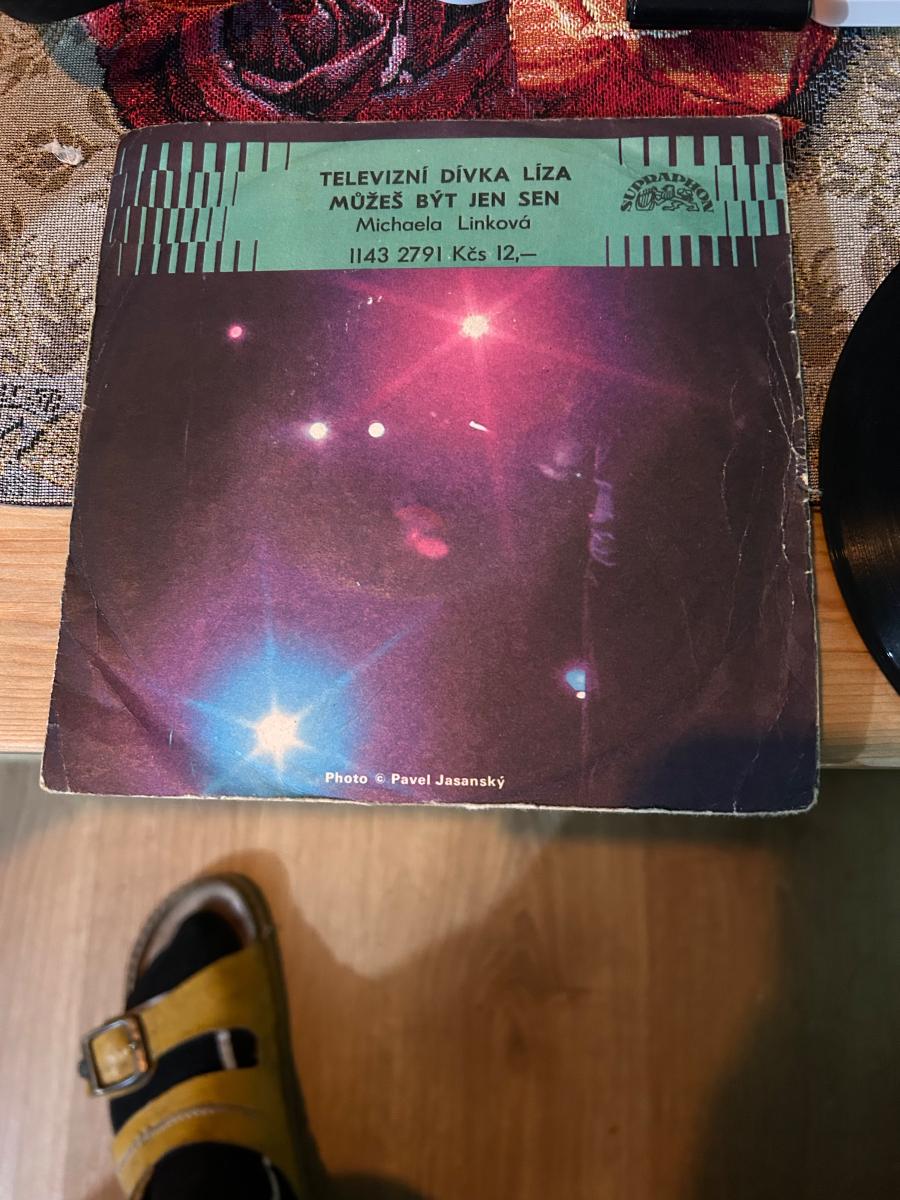 TELEVIZNÍ DÍVKA LÍZA
MŮŽEŠ BÝT JEN SEN
Michaela Linková
1143 2791 Kčs 12,—
SUPRAPHON
Photo © Pavel Jasanský